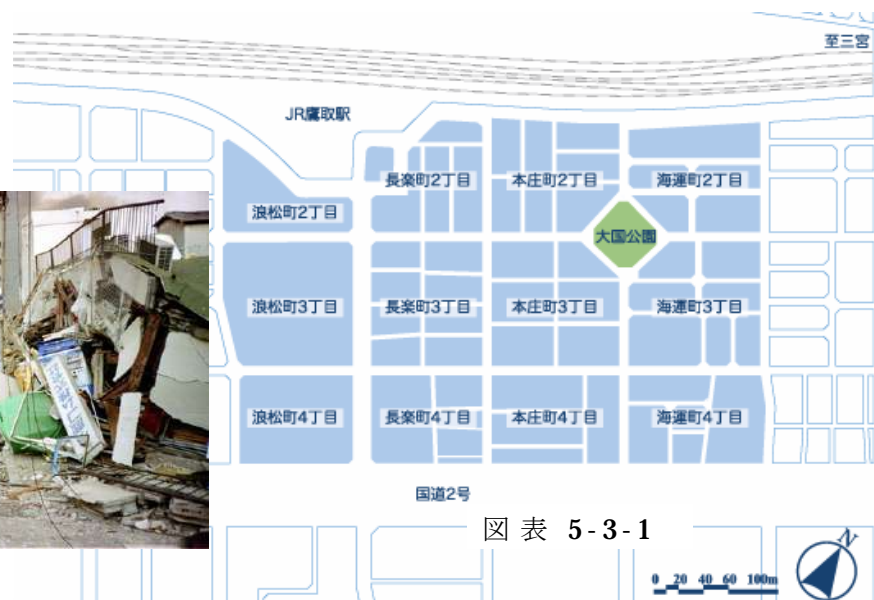 至三宮
JR鷹取駅
長楽町2丁目
本庄町2丁目
海運町2丁目
浪松町2丁目
大国公園
浪松町3丁目
長楽町3丁目
本庄町3丁目
海運町3丁目
浪松町4丁目
長楽町4丁目
本庄町4丁目
海運町4丁目
国道2号
図表 5-3-1
N
0 20 40 60 100m